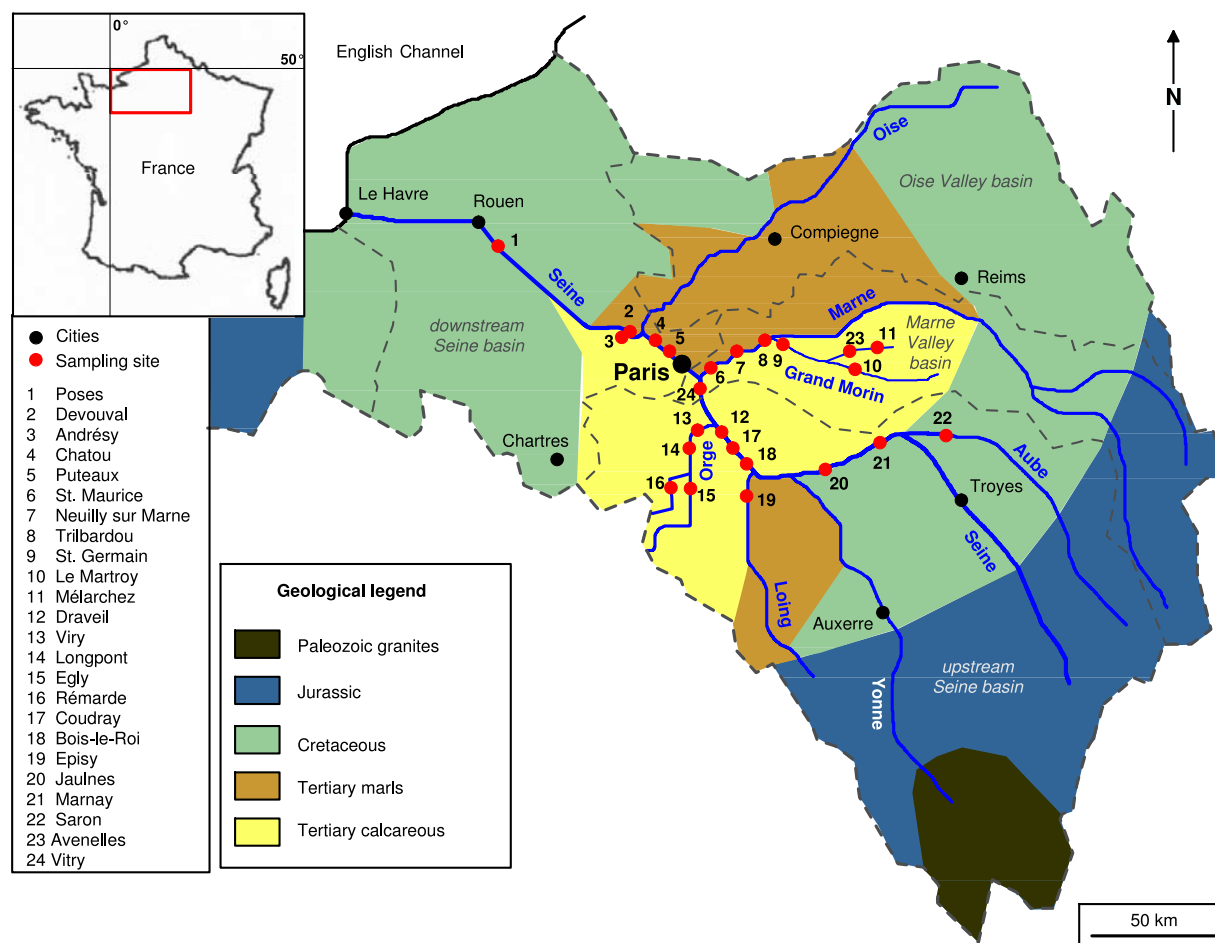 0°
50°
France
English Channel
N
Le Havre
Rouen
1
Seine
Oise
Oise Valley basin
Compiegne
Reims
Marne
Marne
Valley
basin
downstream
Seine basin
2
3
4
5
Paris
6
7
8
9
23
11
10
Grand Morin
24
13
12
14
17
Orge
18
16
15
19
20
21
22
Aube
Chartres
Troyes
Seine
Loing
Auxerre
Yonne
upstream
Seine basin
Cities
Sampling site
1 Poses
2 Devouval
3 Andrésy
4 Chatou
5 Puteaux
6 St. Maurice
7 Neuilly sur Marne
8 Trilbardou
9 St. Germain
10 Le Martroy
11 Mélarchez
12 Draveil
13 Viry
14 Longpont
15 Egly
16 Rémarde
17 Coudray
18 Bois-le-Roi
19 Episy
20 Jaulnes
21 Marnay
22 Saron
23 Avenelles
24 Vitry
Geological legend
Paleozoic granites
Jurassic
Cretaceous
Tertiary marls
Tertiary calcareous
50 km